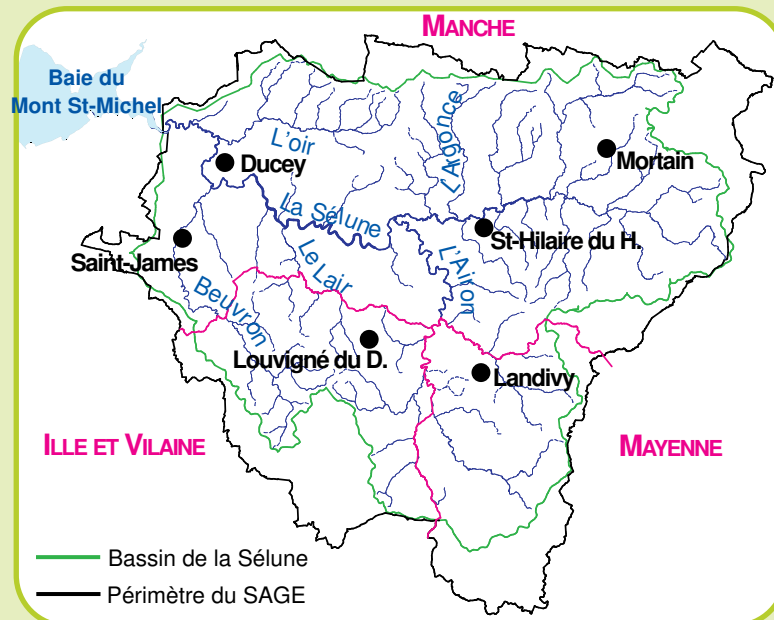 MANCHE
Baie du
Mont St-Michel
L'oir
Ducey
L'Agonce
Mortain
La Sélune
St-Hilaire du H.
Saint-James
Le Lair
L'Airon
Beuvron
Louvigné du D.
Landivy
ILLE ET VILAINE
MAYENNE
Bassin de la Sélune
Périmètre du SAGE